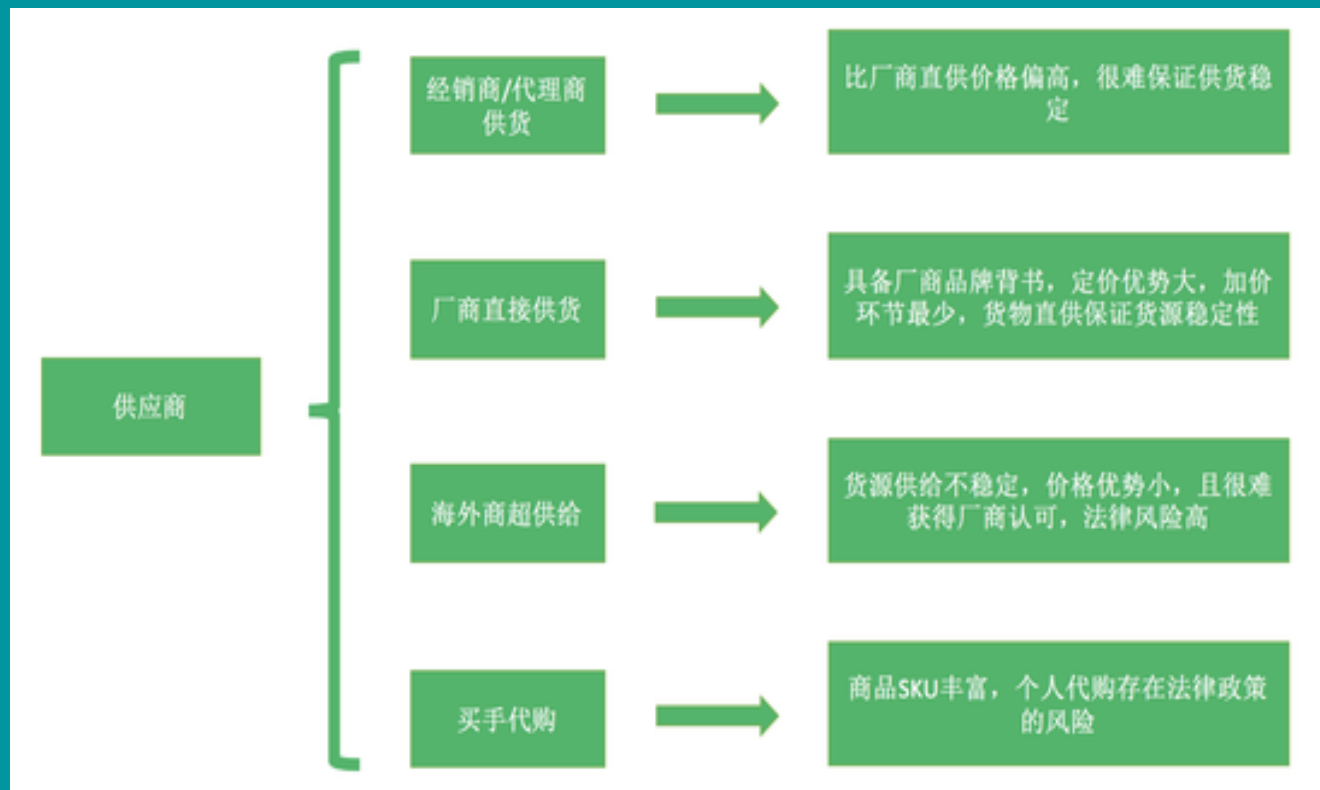 经销商/代理商
供货
比厂商直供价格偏高，很难保证供货稳
定
厂商直接供货
具备厂商品牌背书，定价优势大，加价
环节最少，货物直供保证货源稳定性
供应商
海外商超供给
货源供给不稳定，价格优势小，且很难
获得厂商认可，法律风险高
买手代购
商品SKU丰富，个人代购存在法律政策
的风险